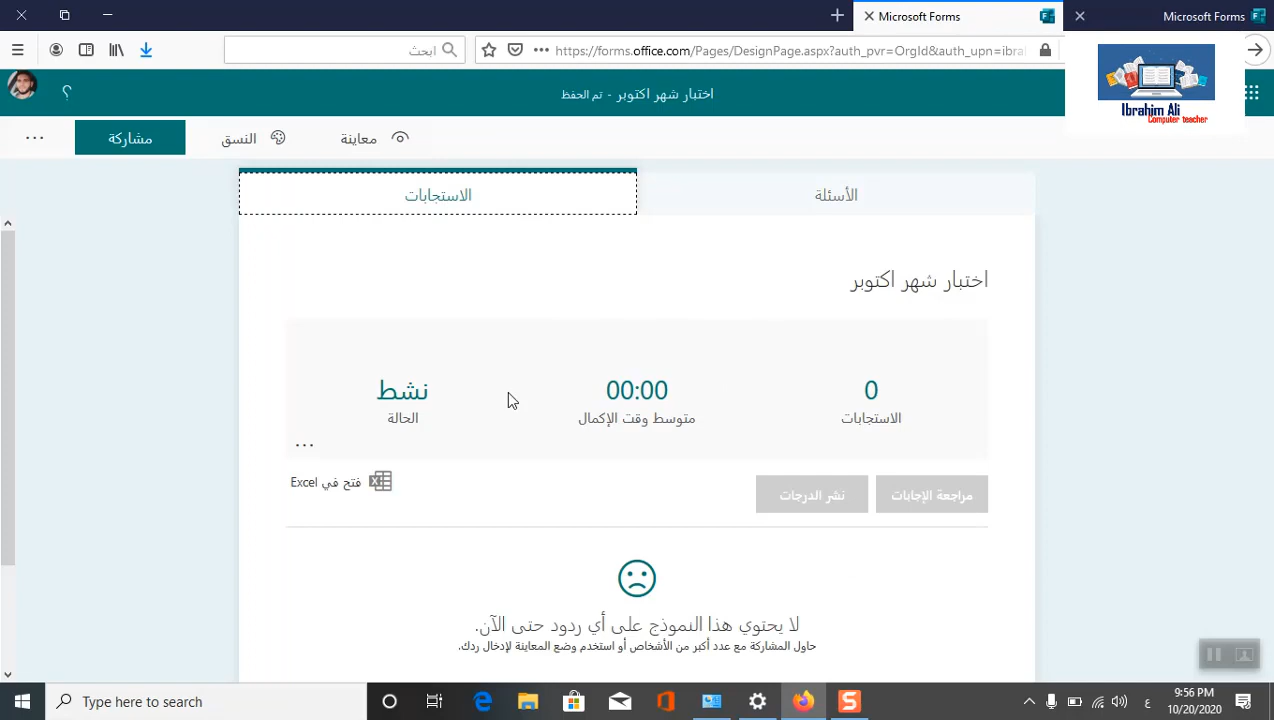 Microsoft Forms
Microsoft Forms
https://forms.office.com/Pages/DesignPage.aspx?auth_pvr=OrgId&auth_upn=ibra
ابحث
Ibrahim Ali
Computer teacher
اختبار شهر اكتوبر - تم الحفظ
؟
معاينة
النسق
مشاركة
الأسئلة
الاستجابات
اختبار شهر اكتوبر
0
الاستجابات
00:00
متوسط وقت الإكمال
نشط
الحالة
مراجعة الإجابات
نشر الدرجات
فتح في Excel
لا يحتوي هذا النموذج على أي ردود حتى الآن.
حاول المشاركة مع عدد أكبر من الأشخاص أو استخدم وضع المعاينة لإدخال ردك.
Type here to search
ع
9:56 PM
10/20/2020